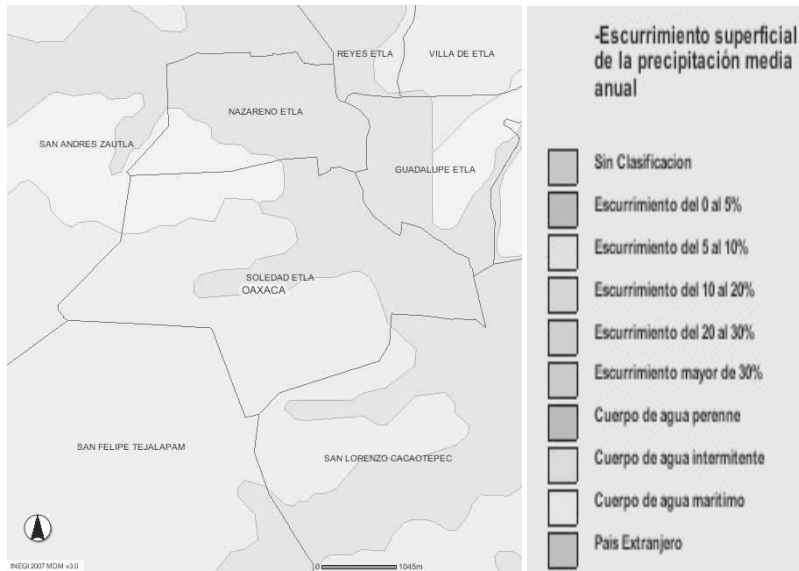 REYES ETLA
VILLA DE ETLA
NAZARENO ETLA
SAN ANDRES ZAUTLA
GUADALUPE ETLA
SOLEDAD ETLA
OAXACA
SAN FELIPE TEJALAPAM
SAN LORENZO CACAOTEPEC
INEGI 2007 MDM v3.0
0 1045m
-Escurrimiento superficial
de la precipitación media
anual
Sin Clasificacion
Escurrimiento del 0 al 5%
Escurrimiento del 5 al 10%
Escurrimiento del 10 al 20%
Escurrimiento del 20 al 30%
Escurrimiento mayor de 30%
Cuerpo de agua perenne
Cuerpo de agua intermitente
Cuerpo de agua maritimo
Pais Extranjero